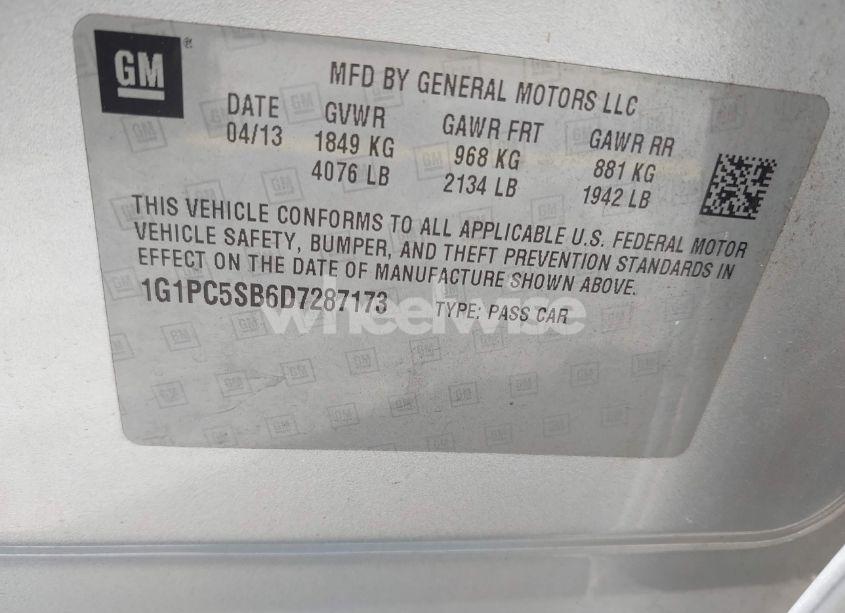 GM
MFD BY GENERAL MOTORS LLC
DATE GVWR GAWR FRT GAWR RR
04/13 1849 KG 968 KG 881 KG
4076 LB 2134 LB 1942 LB
THIS VEHICLE CONFORMS TO ALL APPLICABLE U.S. FEDERAL MOTOR
VEHICLE SAFETY, BUMPER, AND THEFT PREVENTION STANDARDS IN
EFFECT ON THE DATE OF MANUFACTURE SHOWN ABOVE.
1G1PC5SB6D7287173 TYPE: PASS CAR
wheelwise